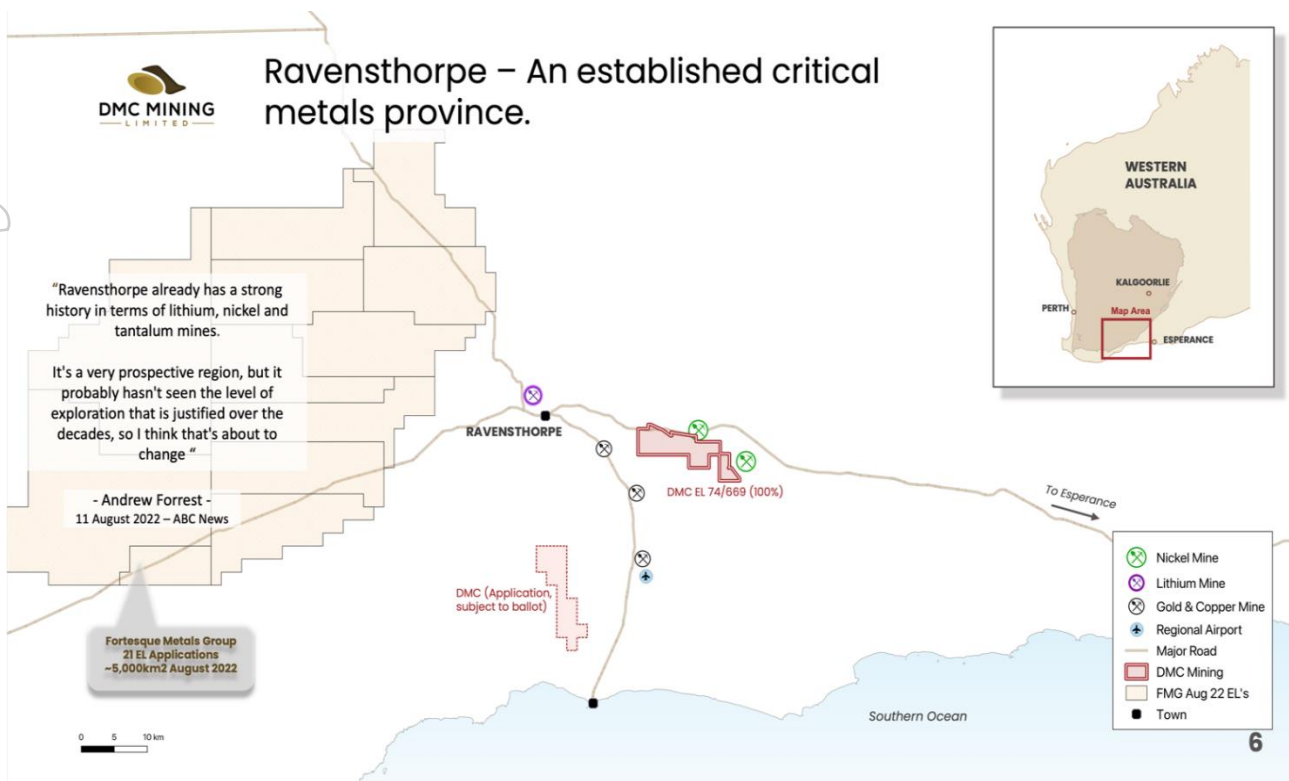 DMC MINING
LIMITED
Ravensthorpe – An established critical
metals province.
WESTERN
AUSTRALIA
KALGOORLIE
PERTH
Map Area
ESPERANCE
"Ravensthorpe already has a strong
history in terms of lithium, nickel and
tantalum mines.
It's a very prospective region, but it
probably hasn't seen the level of
exploration that is justified over the
decades, so I think that's about to
change “
- Andrew Forrest -
11 August 2022 – ABC News
RAVENSTHORPE
DMC EL 74/669 (100%)
To Esperance
DMC (Application,
subject to ballot)
Fortesque Metals Group
21 EL Applications
~5,000km2 August 2022
Southern Ocean
Nickel Mine
Lithium Mine
Gold & Copper Mine
Regional Airport
Major Road
DMC Mining
FMG Aug 22 EL's
Town
0 5 10 km
6